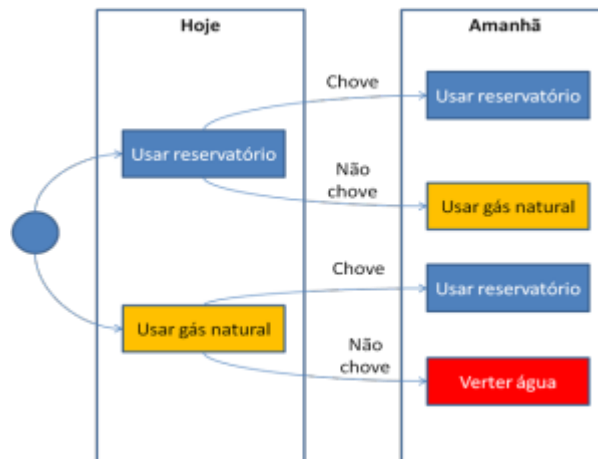 Hoje
Amanhã
Chove
Usar reservatório
Usar reservatório
Não
chove
Usar gás natural
Chove
Usar reservatório
Usar gás natural
Não
chove
Verter água